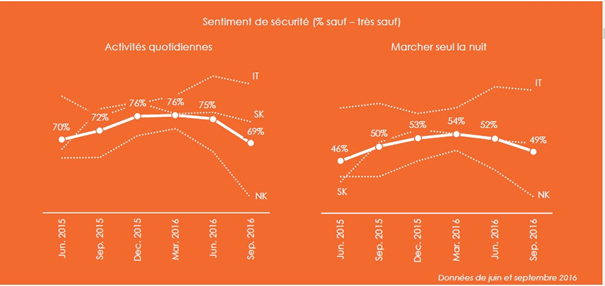 Sentiment de sécurité (% sauf – très sauf)
Activités quotidiennes
Marcher seul la nuit
IT
SK
NK
70%
72%
76%
76%
75%
69%
Jun. 2015
Sep. 2015
Dec. 2015
Mar. 2016
Jun. 2016
Sep. 2016
IT
SK
NK
46%
50%
53%
54%
52%
49%
Jun. 2015
Sep. 2015
Dec. 2015
Mar. 2016
Jun. 2016
Sep. 2016
Données de juin et septembre 2016